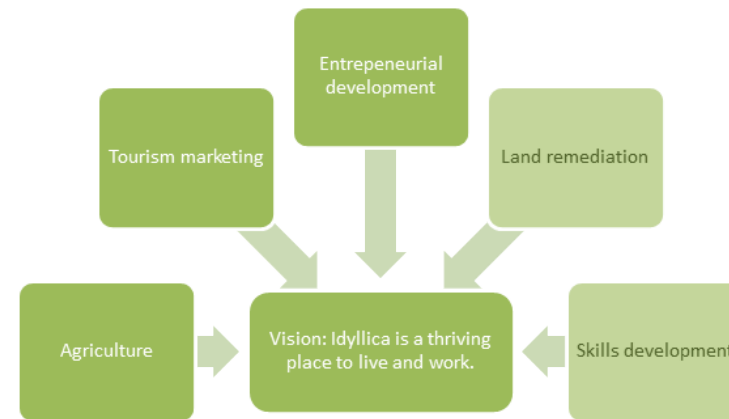 Entrepeneurial
development
Tourism marketing
Land remediation
Agriculture
Vision: Idyllica is a thriving
place to live and work.
Skills development